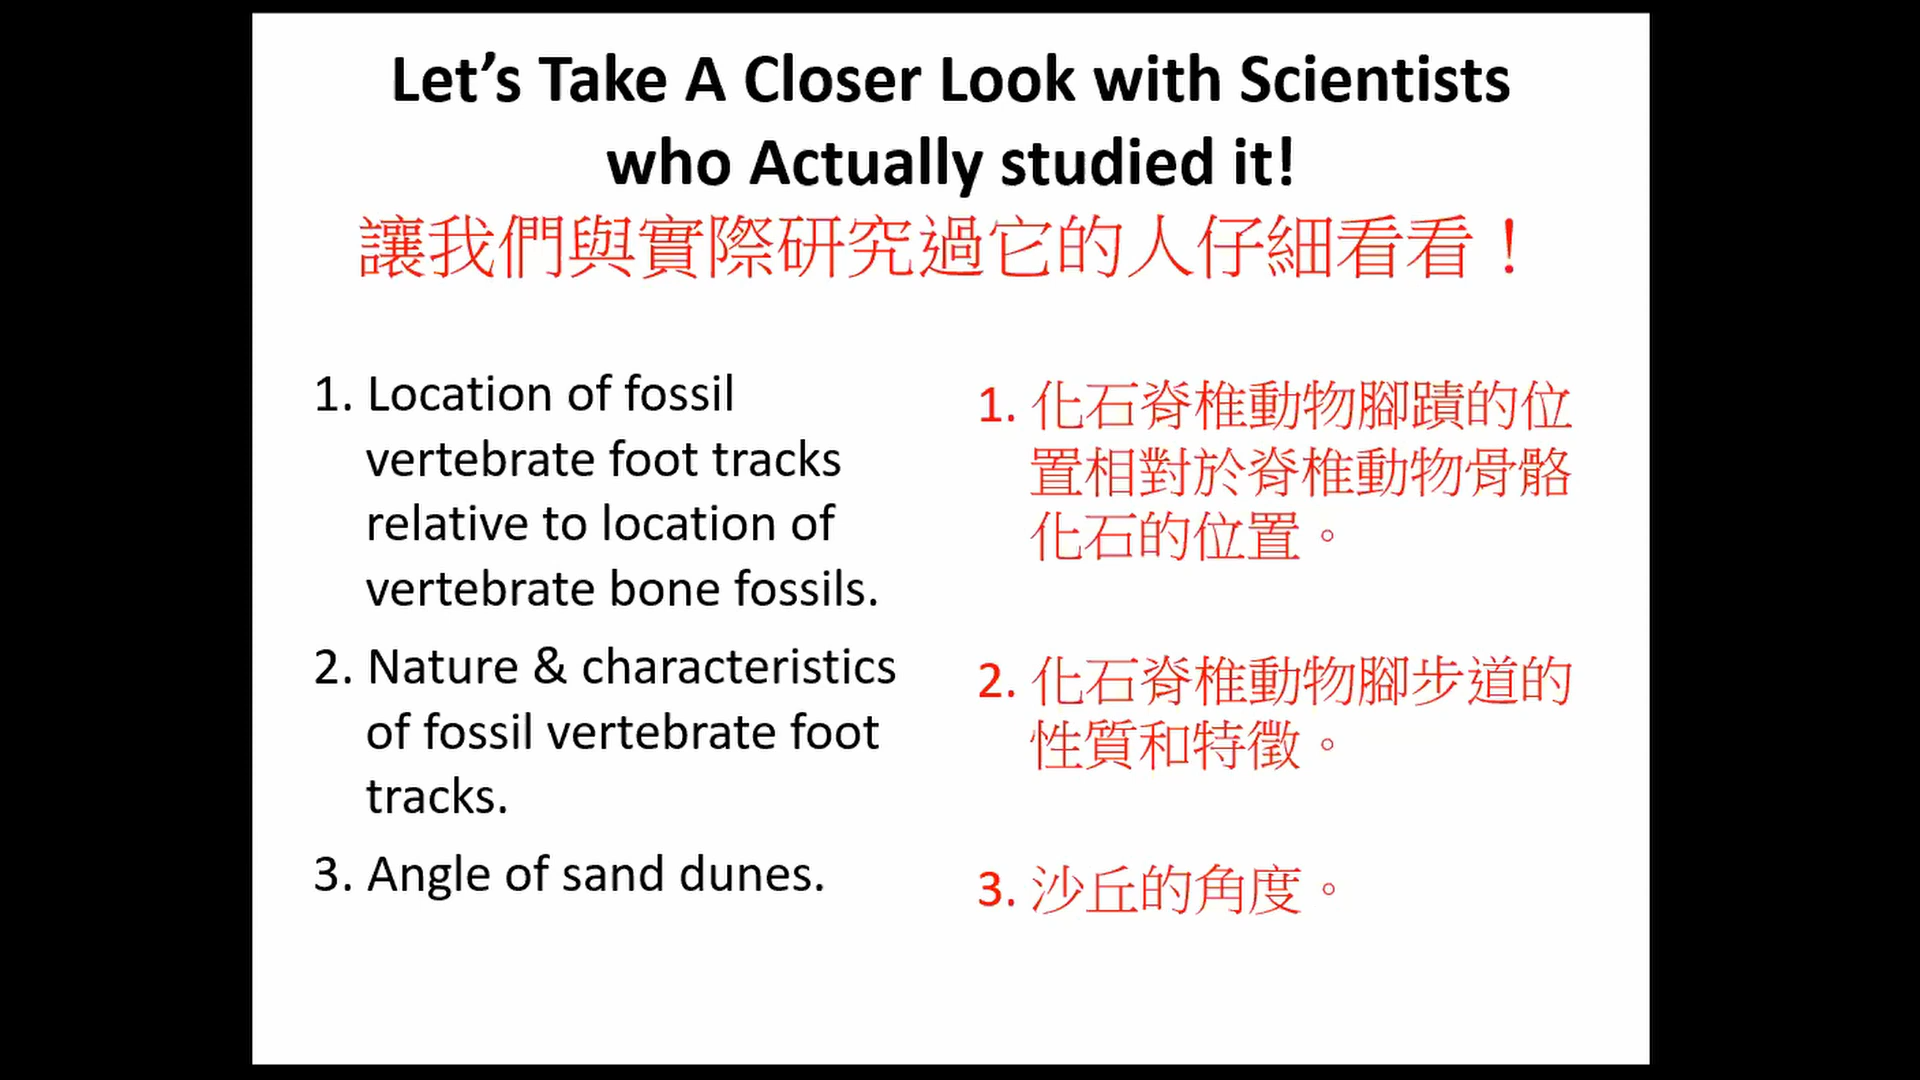 Let’s Take A Closer Look with Scientists
who Actually studied it!
讓我們與實際研究過它的人仔細看看！
1. Location of fossil
vertebrate foot tracks
relative to location of
vertebrate bone fossils.
2. Nature & characteristics
of fossil vertebrate foot
tracks.
3. Angle of sand dunes.
1. 化石脊椎動物腳蹟的位
置相對於脊椎動物骨骼
化石的位置。
2. 化石脊椎動物腳步道的
性質和特徵。
3. 沙丘的角度。